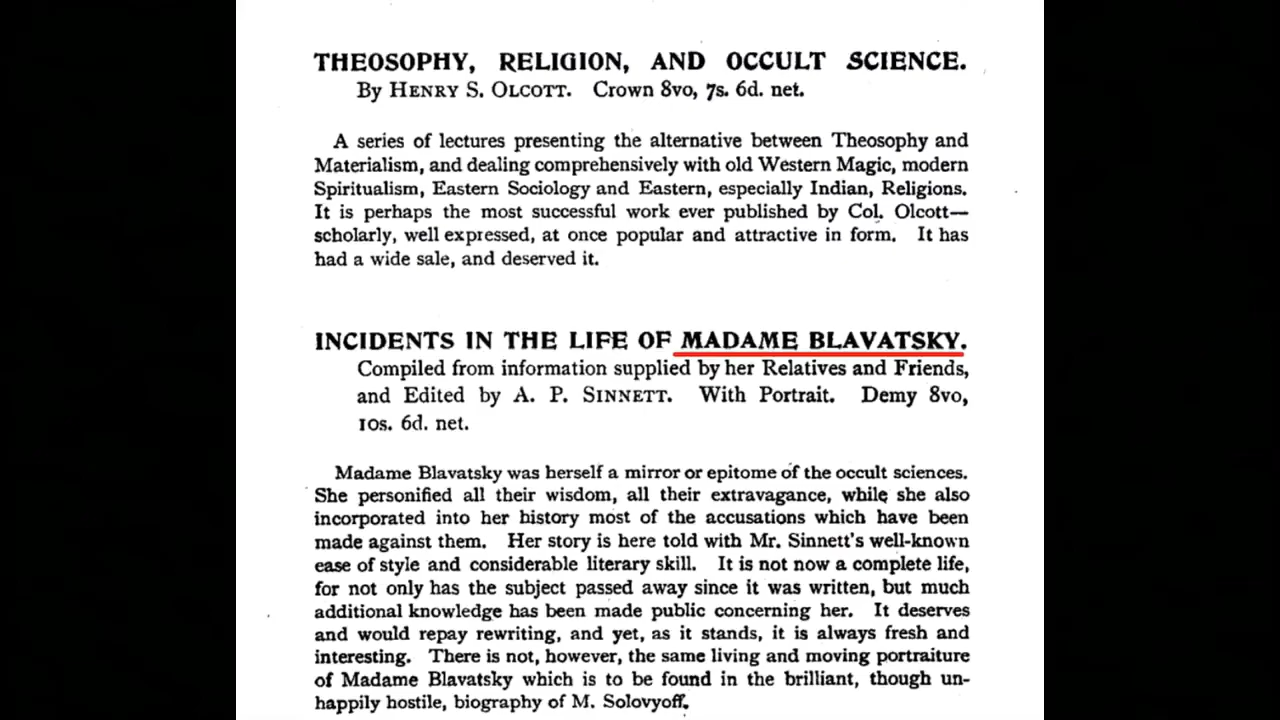 THEOSOPHY, RELIGION, AND OCCULT SCIENCE.
By HENRY S. OLCOTT. Crown 8vo, 7s. 6d. net.
A series of lectures presenting the alternative between Theosophy and
Materialism, and dealing comprehensively with old Western Magic, modern
Spiritualism, Eastern Sociology and Eastern, especially Indian, Religions.
It is perhaps the most successful work ever published by Col. Olcott—
scholarly, well expressed, at once popular and attractive in form. It has
had a wide sale, and deserved it.
INCIDENTS IN THE LIFE OF MADAME BLAVATSKY.
Compiled from information supplied by her Relatives and Friends,
and Edited by A. P. SINNETT. With Portrait. Demy 8vo,
10s. 6d. net.
Madame Blavatsky was herself a mirror or epitome of the occult sciences.
She personified all their wisdom, all their extravagance, while she also
incorporated into her history most of the accusations which have been
made against them. Her story is here told with Mr. Sinnett's well-known
ease of style and considerable literary skill. It is not now a complete life,
for not only has the subject passed away since it was written, but much
additional knowledge has been made public concerning her. It deserves
and would repay rewriting, and yet, as it stands, it is always fresh and
interesting. There is not, however, the same living and moving portraiture
of Madame Blavatsky which is to be found in the brilliant, though un-
happily hostile, biography of M. Solovyoff.